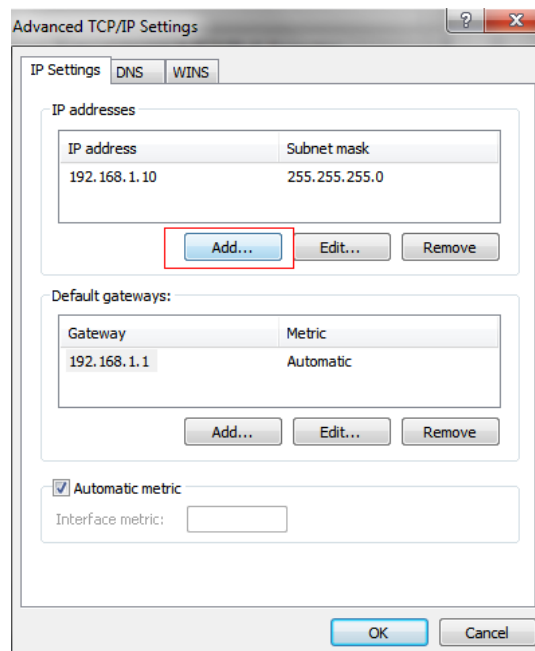 Advanced TCP/IP Settings
IP Settings DNS WINS
IP addresses
IP address Subnet mask
192.168.1.10 255.255.255.0
Add... Edit... Remove
Default gateways:
Gateway Metric
192.168.1.1 Automatic
Add... Edit... Remove
Automatic metric
Interface metric:
OK Cancel